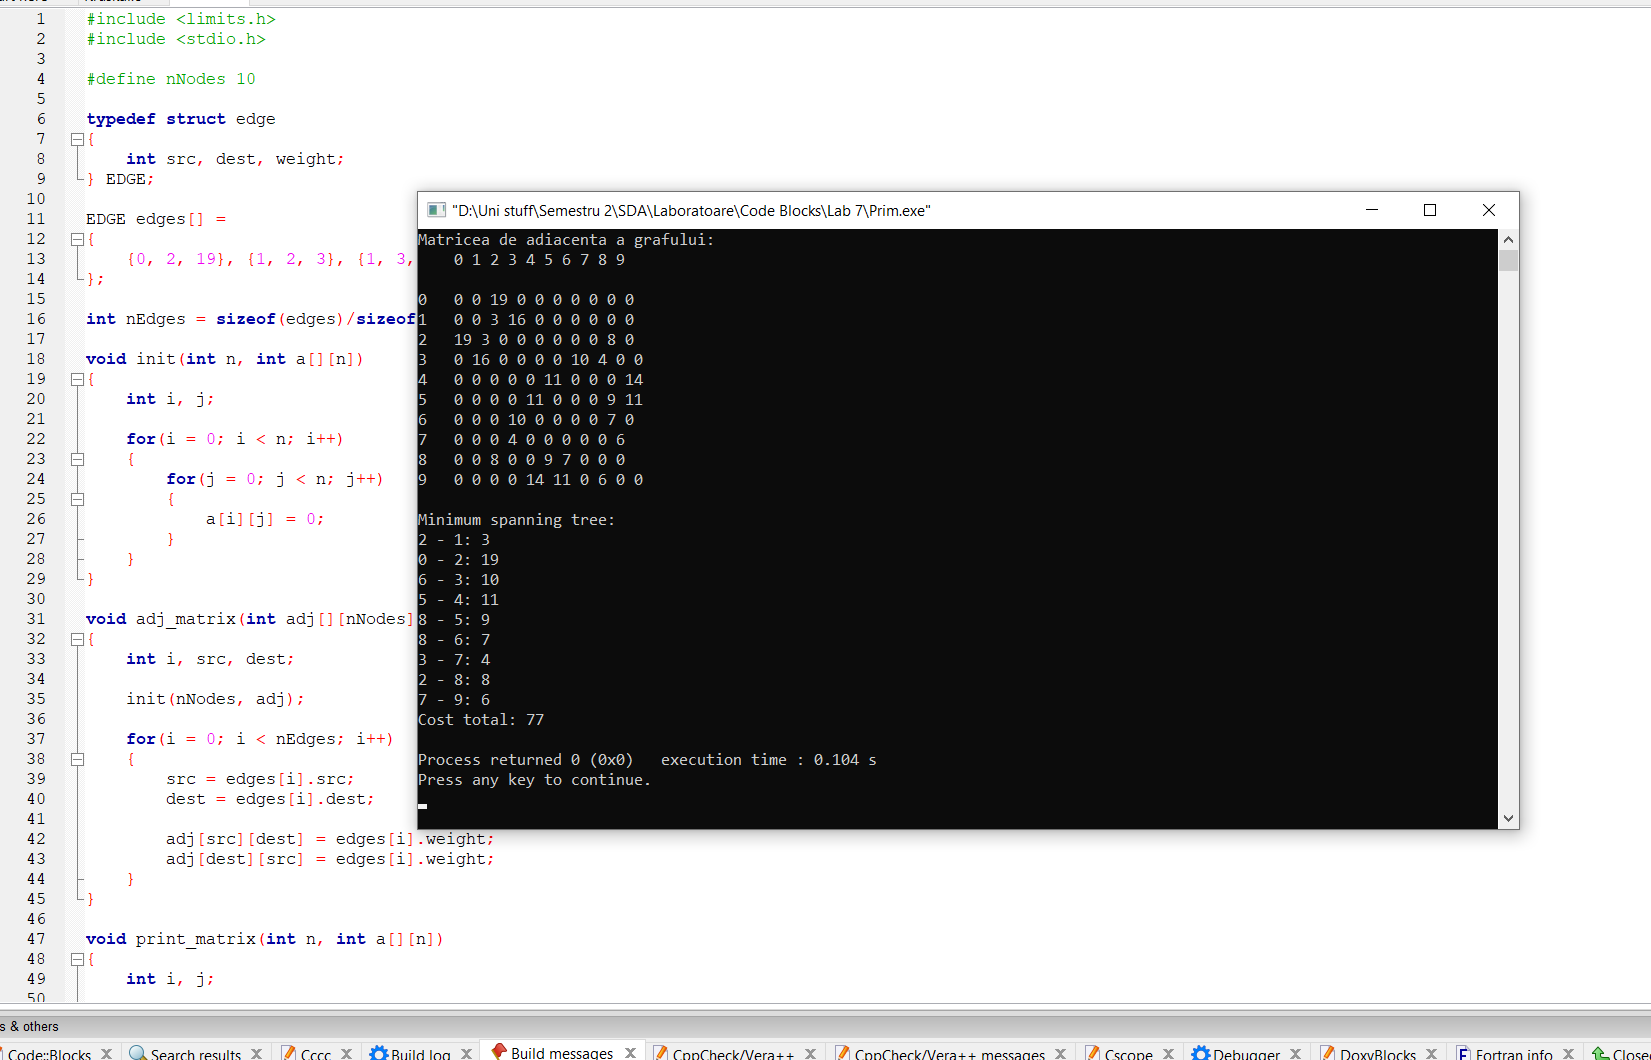 1 #include <limits.h>
2 #include <stdio.h>
3
4 #define nNodes 10
5
6 typedef struct edge
7 {
8 int src, dest, weight;
9 } EDGE;
10
11 EDGE edges[] =
12 {
13 {0, 2, 19}, {1, 2, 3}, {1, 3,
14 };
15
16 int nEdges = sizeof(edges)/sizeof
17
18 void init(int n, int a[][n])
19 {
20 int i, j;
21
22 for(i = 0; i < n; i++)
23 {
24 for(j = 0; j < n; j++)
25 {
26 a[i][j] = 0;
27 }
28 }
29 }
30
31 void adj_matrix(int adj[][nNodes]
32 {
33 int i, src, dest;
34
35 init(nNodes, adj);
36
37 for(i = 0; i < nEdges; i++)
38 {
39 src = edges[i].src;
40 dest = edges[i].dest;
41
42 adj[src][dest] = edges[i].weight;
43 adj[dest][src] = edges[i].weight;
44 }
45 }
46
47 void print_matrix(int n, int a[][n])
48 {
49 int i, j;
50
"D:\Uni stuff\Semestru 2\SDA\Laboratoare\Code Blocks\Lab 7\Prim.exe"
Matricea de adiacenta a grafului:
0 1 2 3 4 5 6 7 8 9
0 0 0 19 0 0 0 0 0 0 0
1 0 0 3 16 0 0 0 0 0 0
2 19 3 0 0 0 0 0 0 8 0
3 0 16 0 0 0 0 10 4 0 0
4 0 0 0 0 0 11 0 0 0 14
5 0 0 0 0 11 0 0 0 9 11
6 0 0 0 10 0 0 0 0 7 0
7 0 0 0 4 0 0 0 0 0 6
8 0 0 8 0 0 9 7 0 0 0
9 0 0 0 0 14 11 0 6 0 0
Minimum spanning tree:
2 - 1: 3
0 - 2: 19
6 - 3: 10
5 - 4: 11
8 - 5: 9
8 - 6: 7
3 - 7: 4
2 - 8: 8
7 - 9: 6
Cost total: 77
Process returned 0 (0x0) execution time : 0.104 s
Press any key to continue.
s & others
Code::Blocks Search results Cccc Build log Build messages CppCheck/Vera++ CppCheck/Vera++ messages Cscope Debugger DoxyBlocks Fortran info Close